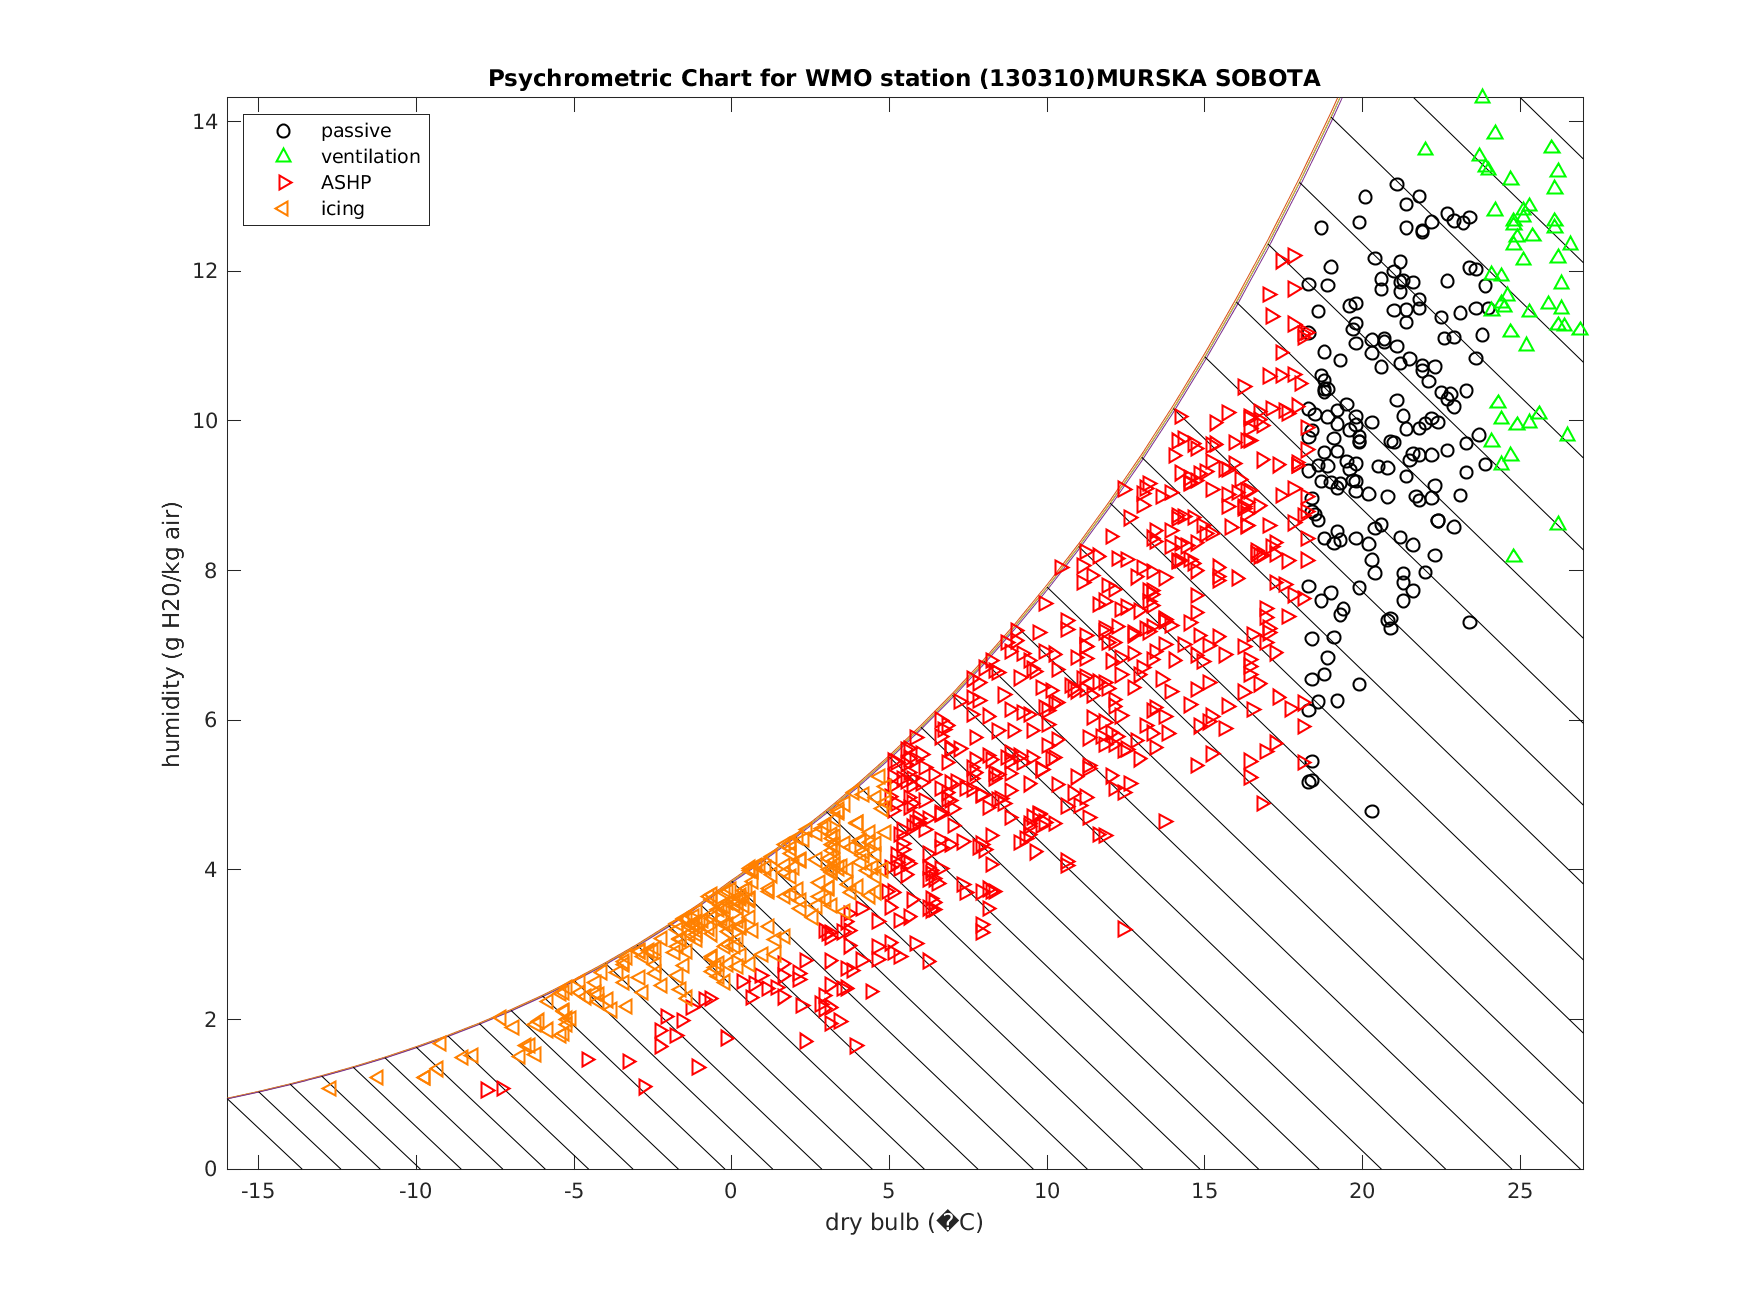 Psychrometric Chart for WMO station (130310)MURSKA SOBOTA
passive
ventilation
ASHP
icing
humidity (g H20/kg air)
14
12
10
8
6
4
2
0
-15 -10 -5 0 5 10 15 20 25
dry bulb (�C)